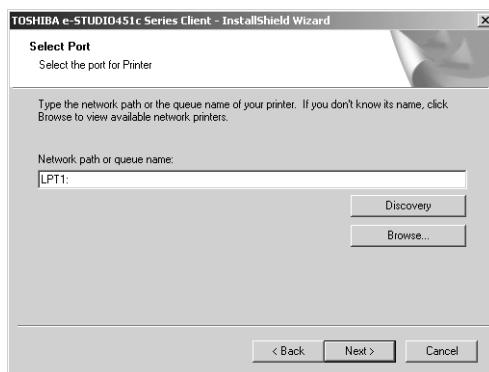 TOSHIBA e-STUDIO451c Series Client - InstallShield Wizard
Select Port
Select the port for Printer
Type the network path or the queue name of your printer. If you don't know its name, click
Browse to view available network printers.
Network path or queue name:
LPT1:
Discovery
Browse...
< Back
Next >
Cancel